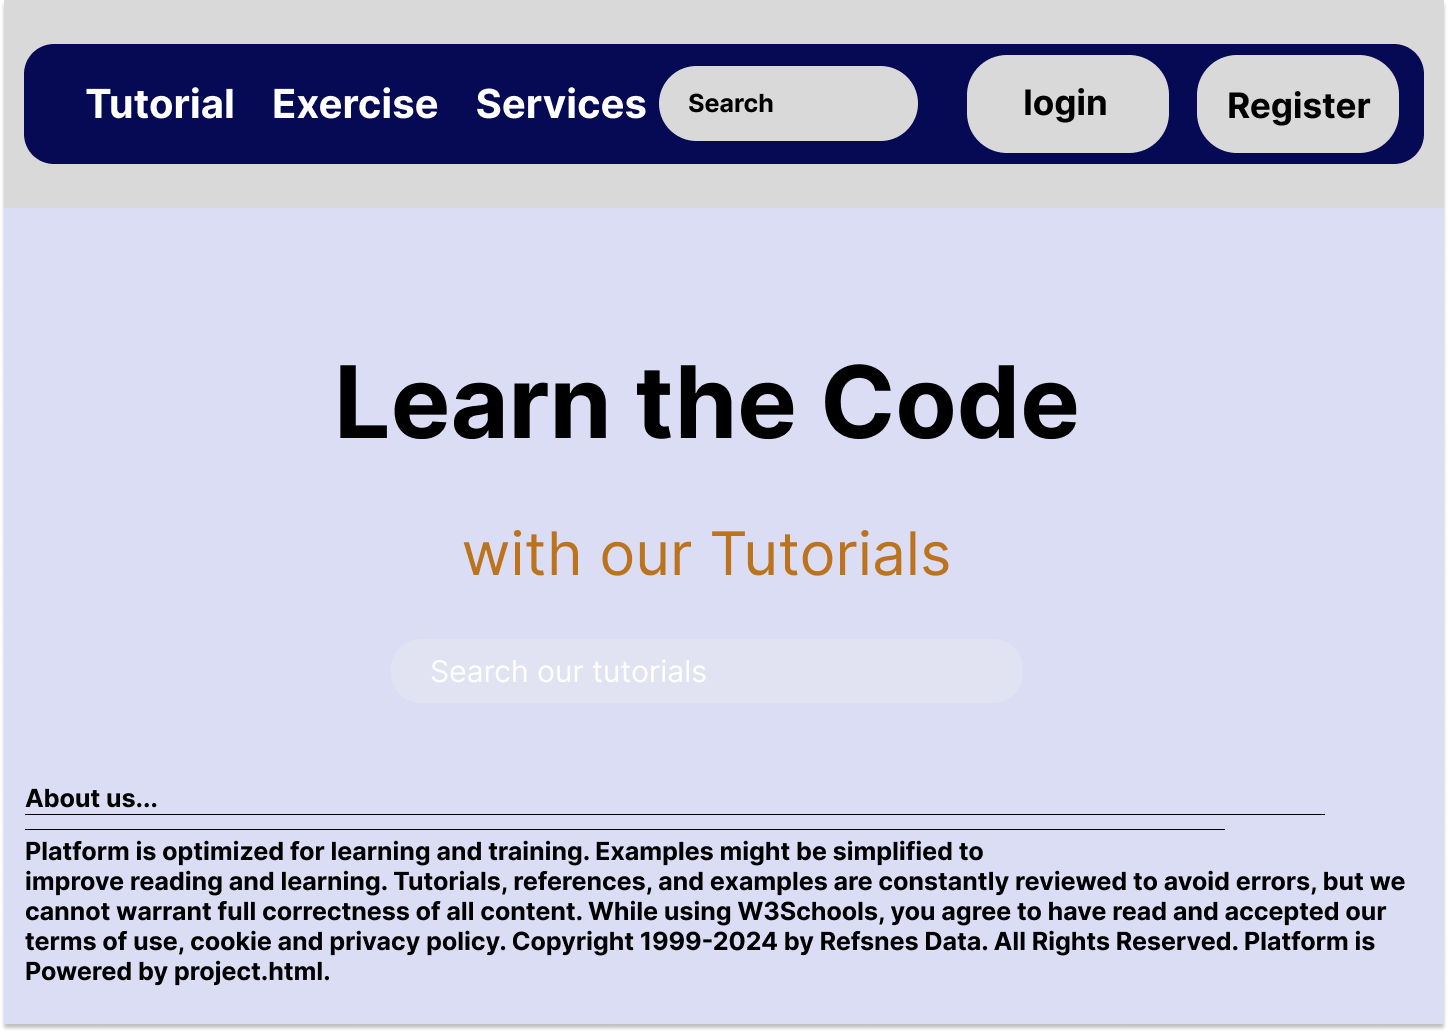 Tutorial Exercise Services Search login Register
Learn the Code
with our Tutorials
Search our tutorials
About us...
Platform is optimized for learning and training. Examples might be simplified to
improve reading and learning. Tutorials, references, and examples are constantly reviewed to avoid errors, but we
cannot warrant full correctness of all content. While using W3Schools, you agree to have read and accepted our
terms of use, cookie and privacy policy. Copyright 1999-2024 by Refsnes Data. All Rights Reserved. Platform is
Powered by project.html.